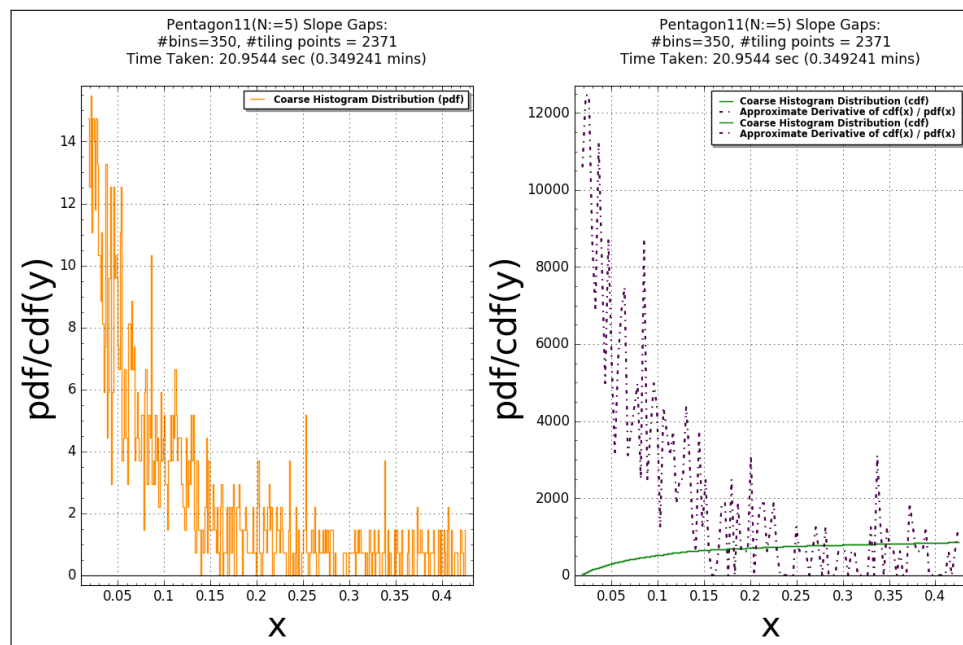 Pentagon11(N:=5) Slope Gaps:
#bins=350, #tiling points = 2371
Time Taken: 20.9544 sec (0.349241 mins)
Coarse Histogram Distribution (pdf)
14
12
10
8
6
4
2
0
pdf/cdf(y)
0.05 0.1 0.15 0.2 0.25 0.3 0.35 0.4
x
Pentagon11(N:=5) Slope Gaps:
#bins=350, #tiling points = 2371
Time Taken: 20.9544 sec (0.349241 mins)
Coarse Histogram Distribution (cdf)
Approximate Derivative of cdf(x) / pdf(x)
Coarse Histogram Distribution (cdf)
Approximate Derivative of cdf(x) / pdf(x)
12000
10000
8000
6000
4000
2000
0
pdf/cdf(y)
0.05 0.1 0.15 0.2 0.25 0.3 0.35 0.4
x